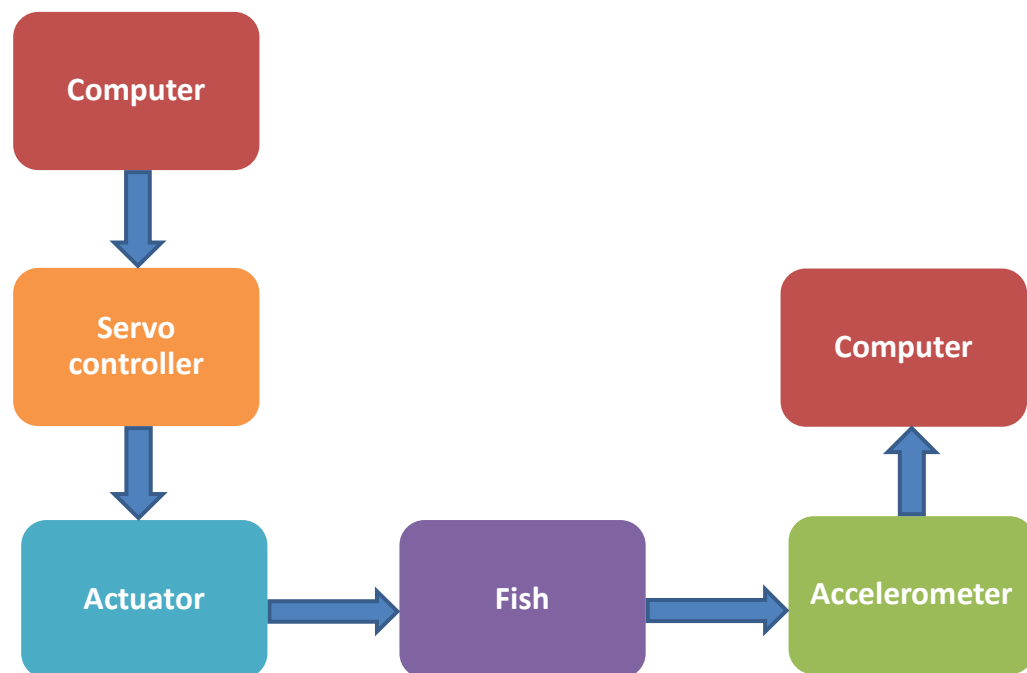 Computer
Servo
controller
Computer
Actuator
Fish
Accelerometer